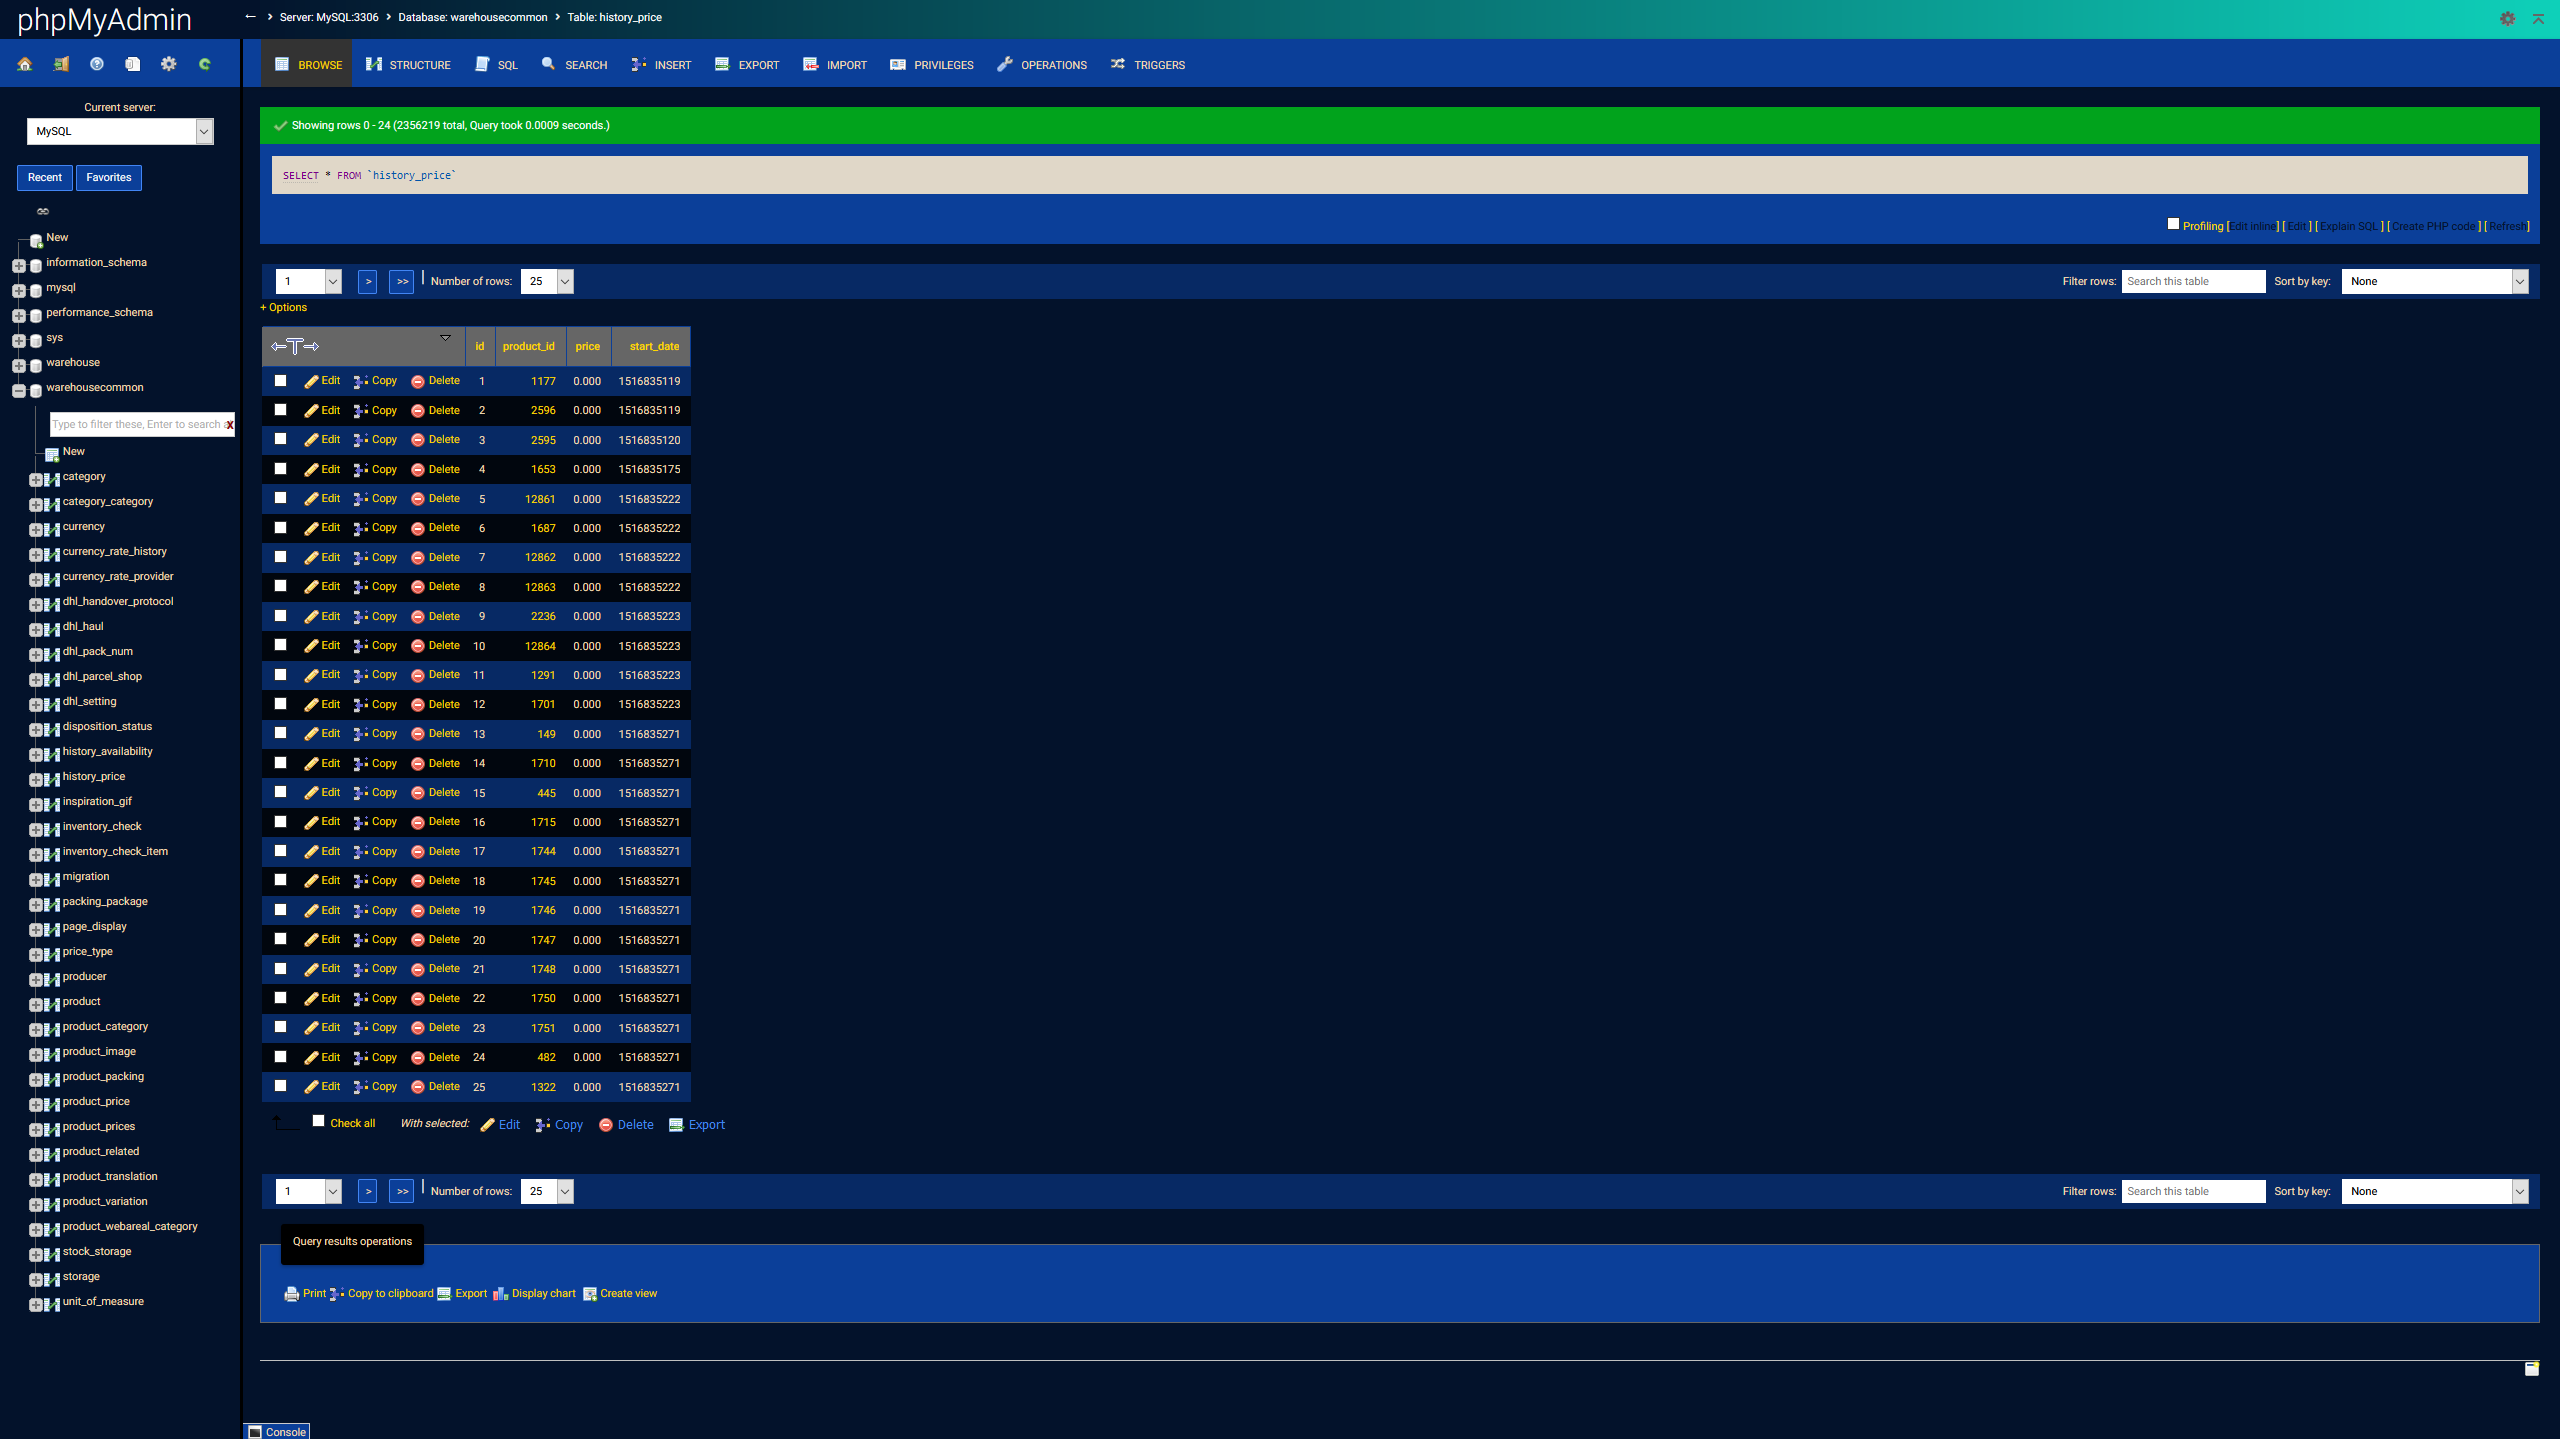 phpMyAdmin
← › Server: MySQL:3306 › Database: warehousecommon › Table: history_price
BROWSE STRUCTURE SQL SEARCH INSERT EXPORT IMPORT PRIVILEGES OPERATIONS TRIGGERS
Current server:
MySQL
Recent Favorites
New
information_schema
mysql
performance_schema
sys
warehouse
warehousecommon
Type to filter these, Enter to search X
New
category
category_category
currency
currency_rate_history
currency_rate_provider
dhl_handover_protocol
dhl_haul
dhl_pack_num
dhl_parcel_shop
dhl_setting
disposition_status
history_availability
history_price
inspiration_gif
inventory_check
inventory_check_item
migration
packing_package
page_display
price_type
producer
product
product_category
product_image
product_packing
product_price
product_prices
product_related
product_translation
product_variation
product_webareal_category
stock_storage
storage
unit_of_measure
Showing rows 0 - 24 (2356219 total, Query took 0.0009 seconds.)
SELECT * FROM `history_price`
Profiling [Edit inline] [ Edit ] [ Explain SQL ] [ Create PHP code ] [ Refresh]
1 > >> Number of rows: 25 Filter rows: Search this table Sort by key: None
+ Options
id product_id price start_date
Edit Copy Delete 1 1177 0.000 1516835119
Edit Copy Delete 2 2596 0.000 1516835119
Edit Copy Delete 3 2595 0.000 1516835120
Edit Copy Delete 4 1653 0.000 1516835175
Edit Copy Delete 5 12861 0.000 1516835222
Edit Copy Delete 6 1687 0.000 1516835222
Edit Copy Delete 7 12862 0.000 1516835222
Edit Copy Delete 8 12863 0.000 1516835222
Edit Copy Delete 9 2236 0.000 1516835223
Edit Copy Delete 10 12864 0.000 1516835223
Edit Copy Delete 11 1291 0.000 1516835223
Edit Copy Delete 12 1701 0.000 1516835223
Edit Copy Delete 13 149 0.000 1516835271
Edit Copy Delete 14 1710 0.000 1516835271
Edit Copy Delete 15 445 0.000 1516835271
Edit Copy Delete 16 1715 0.000 1516835271
Edit Copy Delete 17 1744 0.000 1516835271
Edit Copy Delete 18 1745 0.000 1516835271
Edit Copy Delete 19 1746 0.000 1516835271
Edit Copy Delete 20 1747 0.000 1516835271
Edit Copy Delete 21 1748 0.000 1516835271
Edit Copy Delete 22 1750 0.000 1516835271
Edit Copy Delete 23 1751 0.000 1516835271
Edit Copy Delete 24 482 0.000 1516835271
Edit Copy Delete 25 1322 0.000 1516835271
Check all With selected: Edit Copy Delete Export
1 > >> Number of rows: 25 Filter rows: Search this table Sort by key: None
Query results operations
Print Copy to clipboard Export Display chart Create view
Console